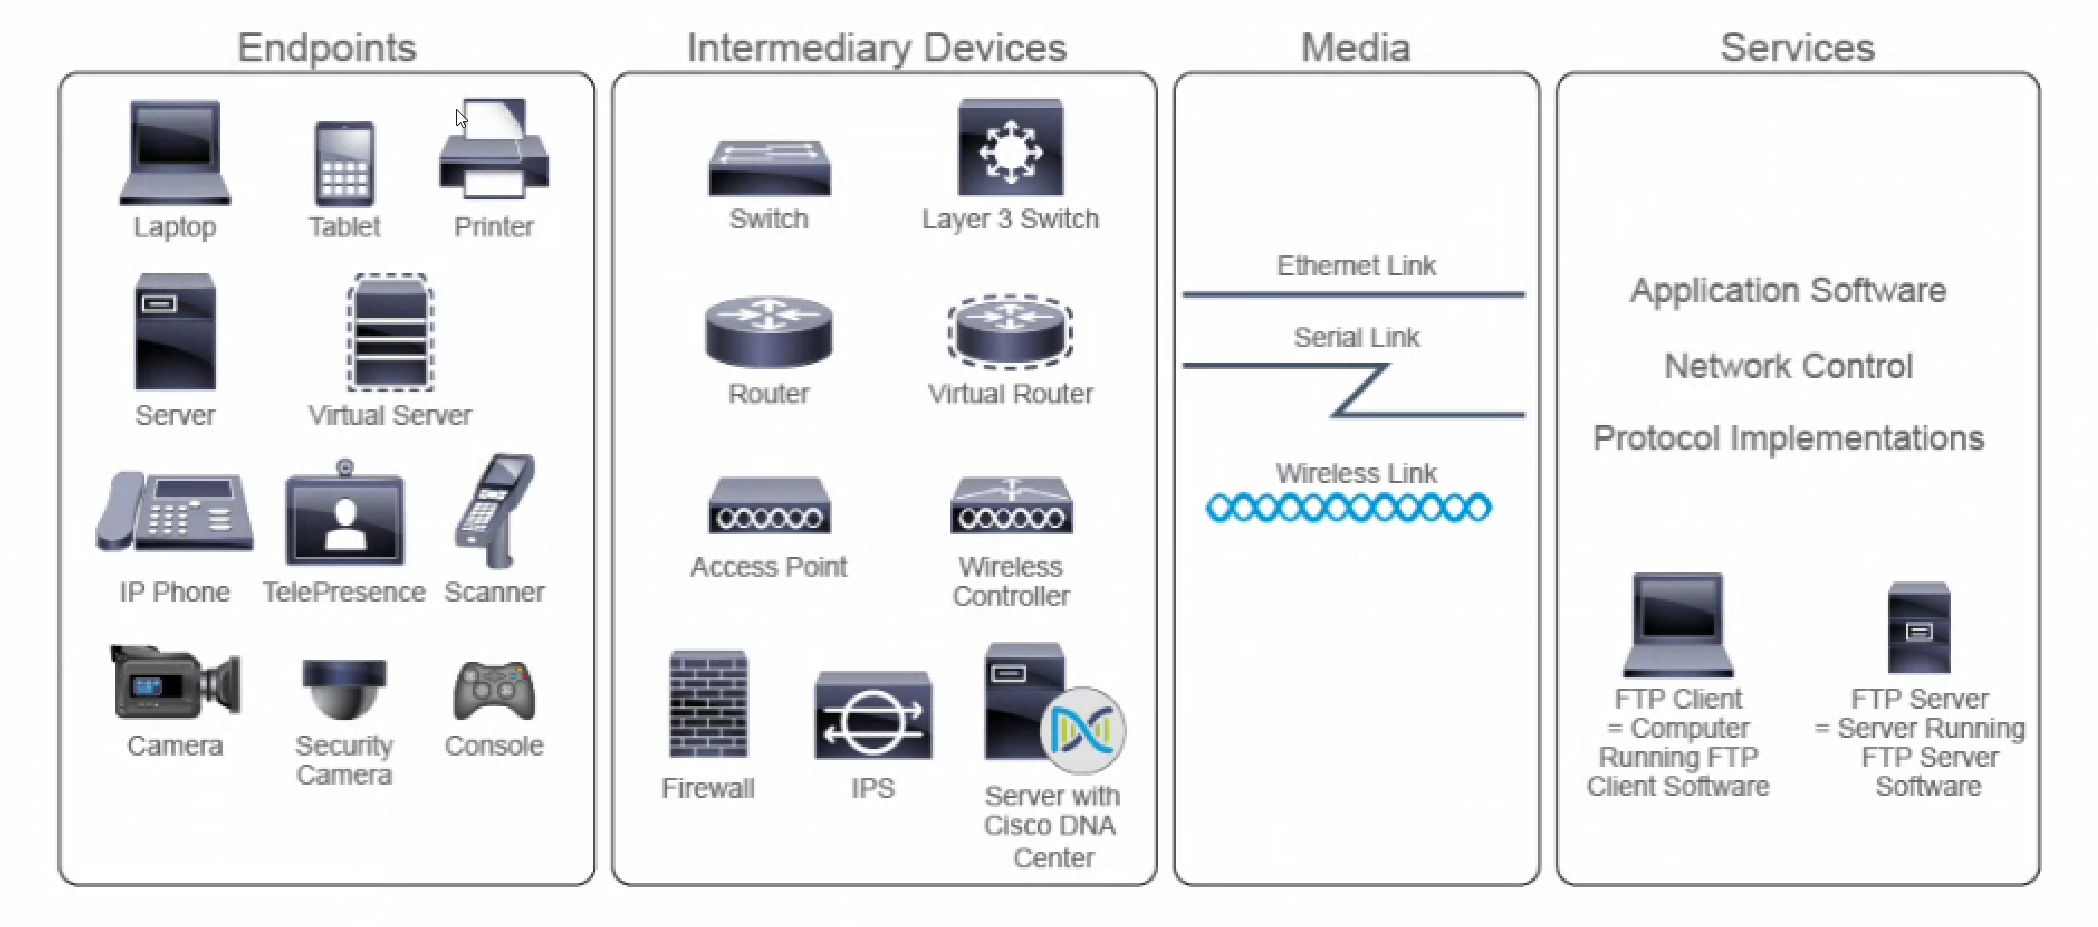 Endpoints
Intermediary Devices
Media
Services
Laptop
Tablet
Printer
Server
Virtual Server
IP Phone
TelePresence
Scanner
Camera
Security
Camera
Console
Switch
Layer 3 Switch
Router
Virtual Router
Access Point
Wireless
Controller
Firewall
IPS
Server with
Cisco DNA
Center
Ethernet Link
Serial Link
Wireless Link
Application Software
Network Control
Protocol Implementations
FTP Client
= Computer
Running FTP
Client Software
FTP Server
= Server Running
FTP Server
Software